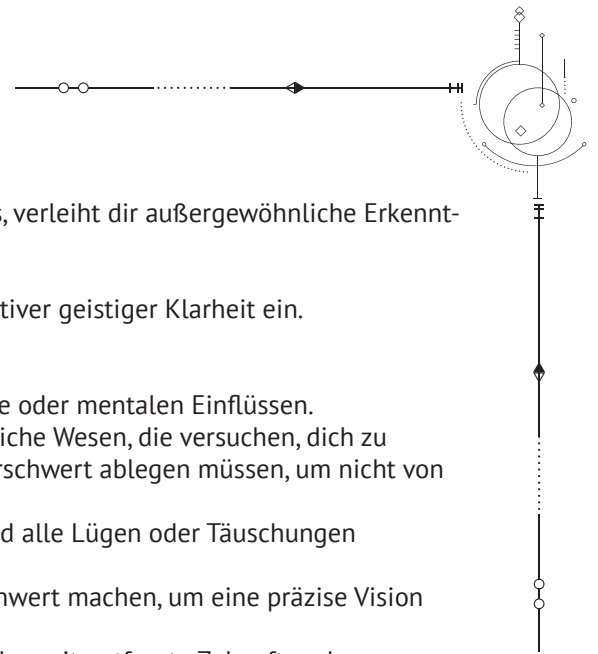 s, verleiht dir außergewöhnliche Erkennt-
tiver geistiger Klarheit ein.
e oder mentalen Einflüssen.
iche Wesen, die versuchen, dich zu
rschwert ablegen müssen, um nicht von
d alle Lügen oder Täuschungen
hwert machen, um eine präzise Vision